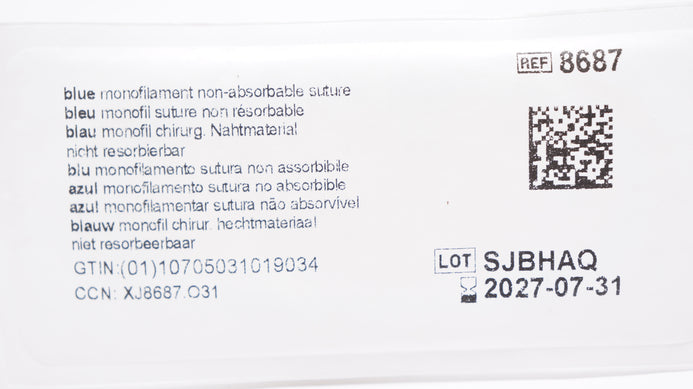 blue monofilament non-absorbable suture
bleu monofil suture non résorbable
blau monofil chirurg. Nahtmaterial
nicht resorbierbar
blu monofilamento sutura non assorbibile
azul monofilamento sutura no absorbible
azul monofilamentar sutura não absorvível
blauw monofil chirur. hechtmateriaal
niet resorbeerbaar
GTIN:(01)10705031019034
CCN: XJ8687.O31
REF 8687
LOT SJBHAQ
2027-07-31